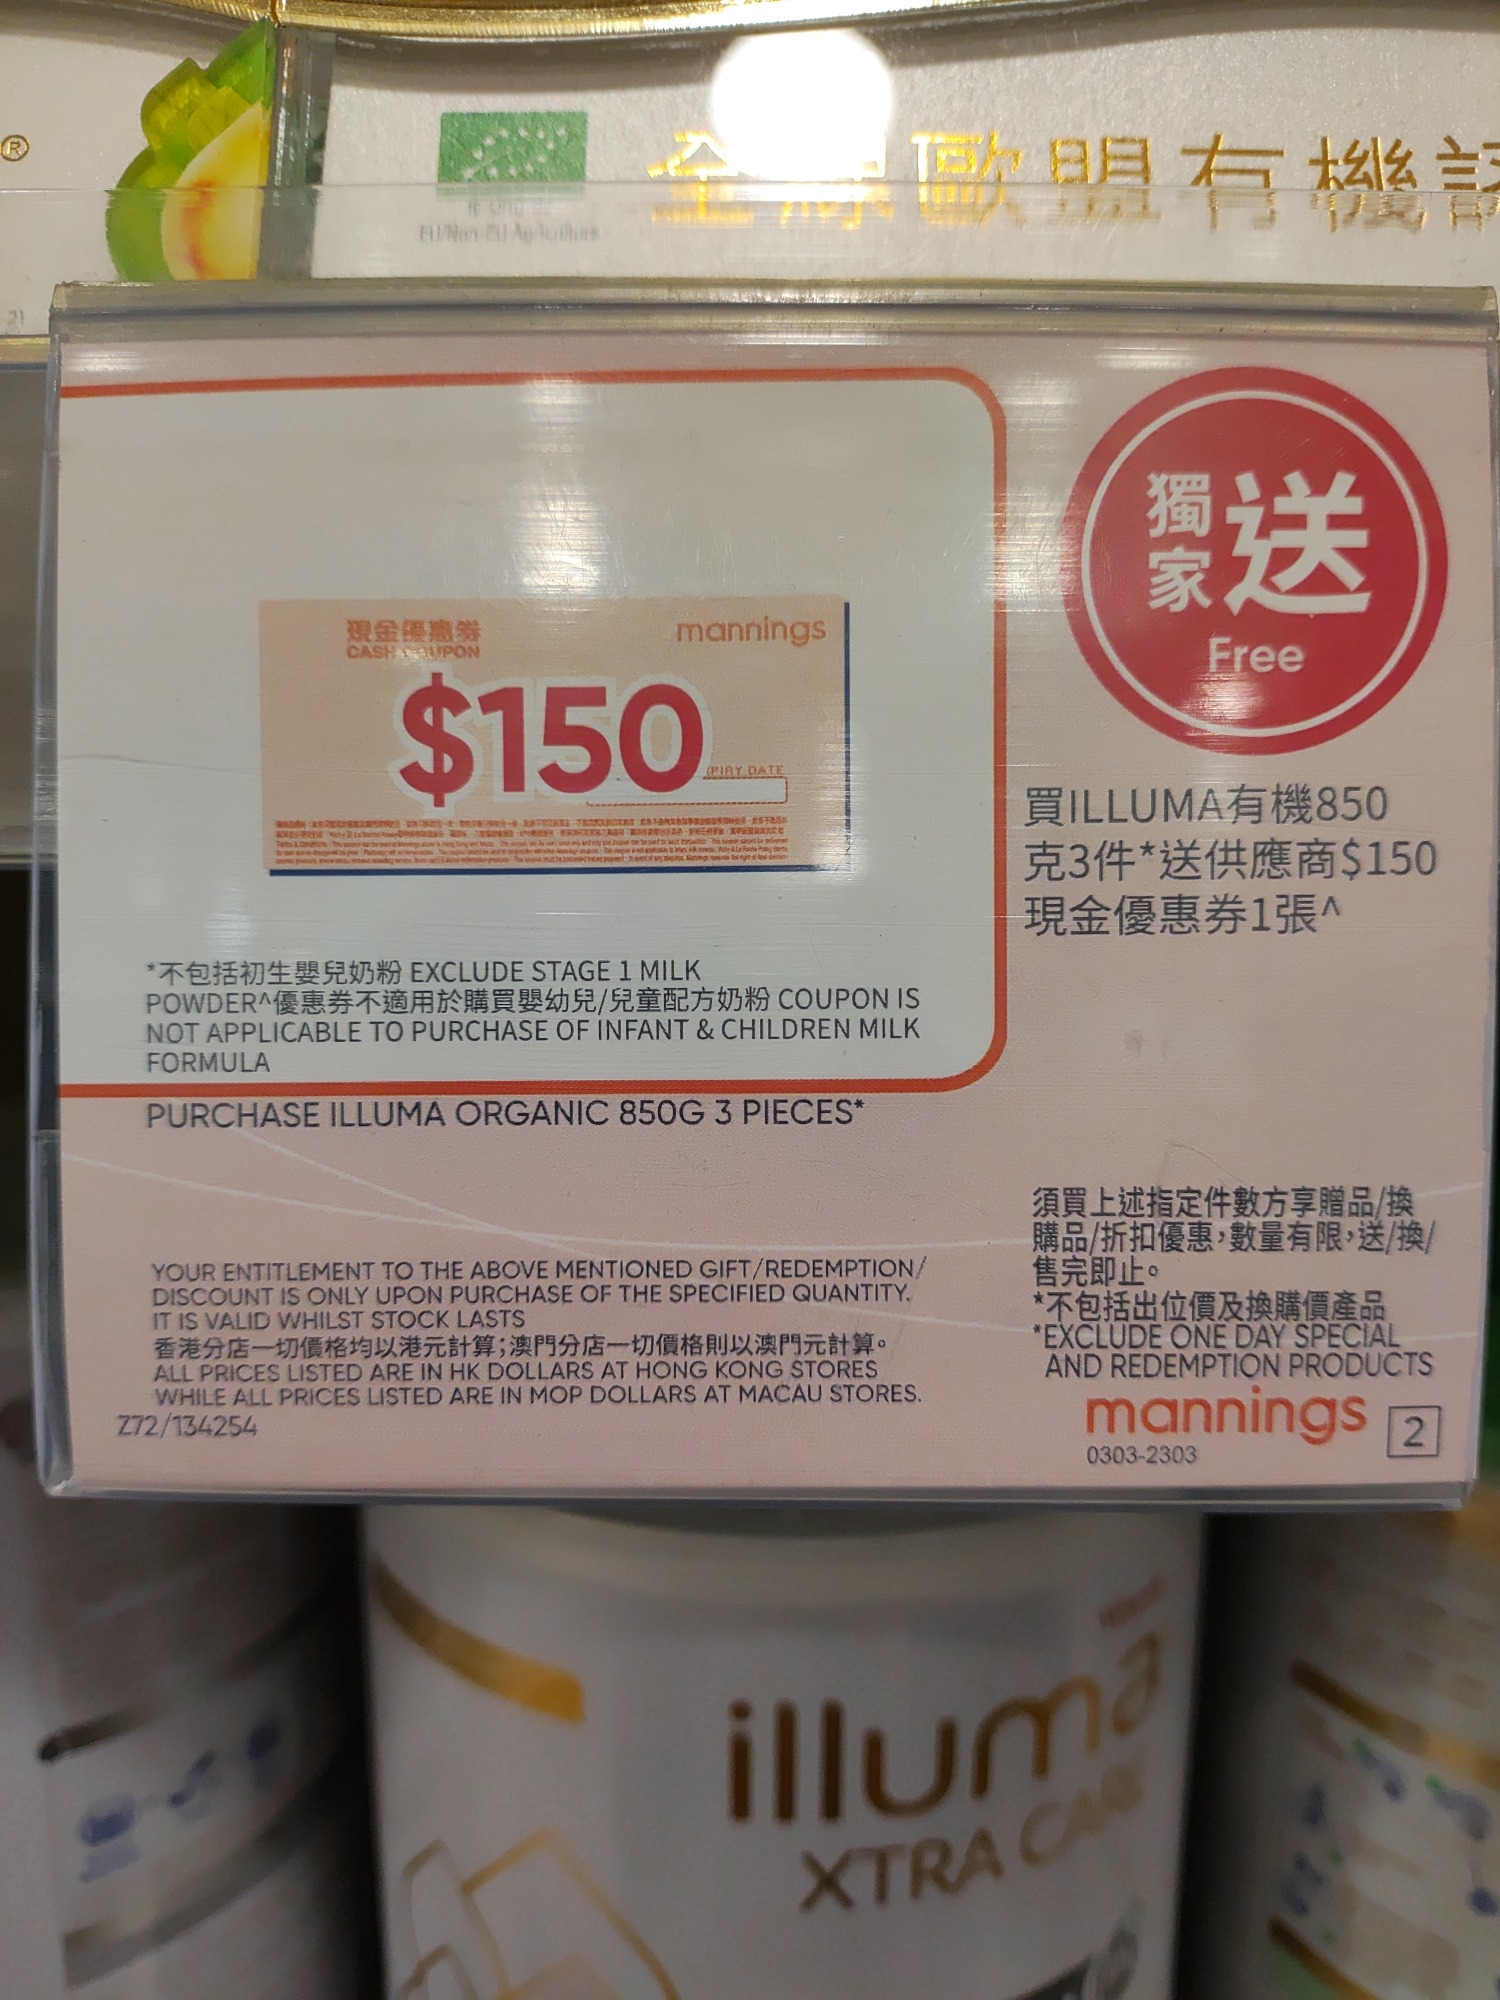 ®
全源歐盟有機
EU/Non-EU Agriculture
獨家送
Free
現金優惠券
CASH COUPON
mannings
$150
PIRY DATE
買ILLUMA有機850
克3件*送供應商$150
現金優惠券1張^
*不包括初生嬰兒奶粉 EXCLUDE STAGE 1 MILK
POWDER^優惠券不適用於購買嬰幼兒/兒童配方奶粉 COUPON IS
NOT APPLICABLE TO PURCHASE OF INFANT & CHILDREN MILK
FORMULA
PURCHASE ILLUMA ORGANIC 850G 3 PIECES*
YOUR ENTITLEMENT TO THE ABOVE MENTIONED GIFT/REDEMPTION/
DISCOUNT IS ONLY UPON PURCHASE OF THE SPECIFIED QUANTITY.
IT IS VALID WHILST STOCK LASTS
香港分店一切價格均以港元計算;澳門分店一切價格則以澳門元計算。
ALL PRICES LISTED ARE IN HK DOLLARS AT HONG KONG STORES
WHILE ALL PRICES LISTED ARE IN MOP DOLLARS AT MACAU STORES.
Z72/134254
須買上述指定件數方享贈品/換
購品/折扣優惠,數量有限,送/換/
售完即止。
*不包括出位價及換購價產品
*EXCLUDE ONE DAY SPECIAL
AND REDEMPTION PRODUCTS
mannings
0303-2303
2
illuma
XTRA CARE